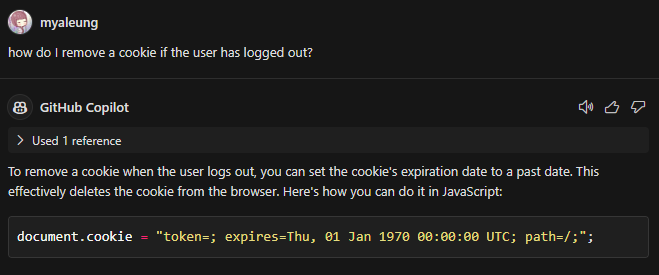 myaleung
how do I remove a cookie if the user has logged out?
GitHub Copilot
Used 1 reference
To remove a cookie when the user logs out, you can set the cookie's expiration date to a past date. This
effectively deletes the cookie from the browser. Here's how you can do it in JavaScript:
document.cookie = "token=; expires=Thu, 01 Jan 1970 00:00:00 UTC; path=/;";